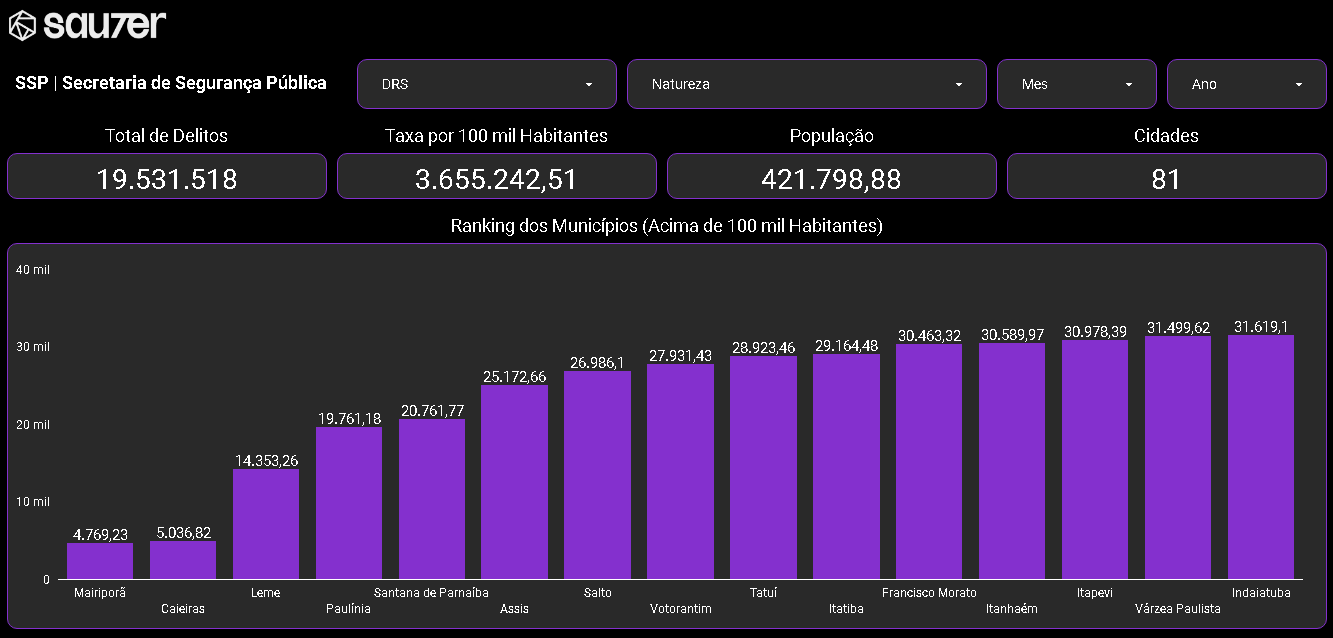 sauzer
SSP | Secretaria de Segurança Pública
DRS
Natureza
Mes
Ano
Total de Delitos
Taxa por 100 mil Habitantes
População
Cidades
19.531.518
3.655.242,51
421.798,88
81
Ranking dos Municípios (Acima de 100 mil Habitantes)
40 mil
30 mil
20 mil
10 mil
0
4.769,23
5.036,82
14.353,26
19.761,18
20.761,77
25.172,66
26.986,1
27.931,43
28.923,46
29.164,48
30.463,32
30.589,97
30.978,39
31.499,62
31.619,1
Mairiporã
Caieiras
Leme
Paulínia
Santana de Parnaíba
Assis
Salto
Votorantim
Tatuí
Itatiba
Francisco Morato
Itanhaém
Itapevi
Várzea Paulista
Indaiatuba